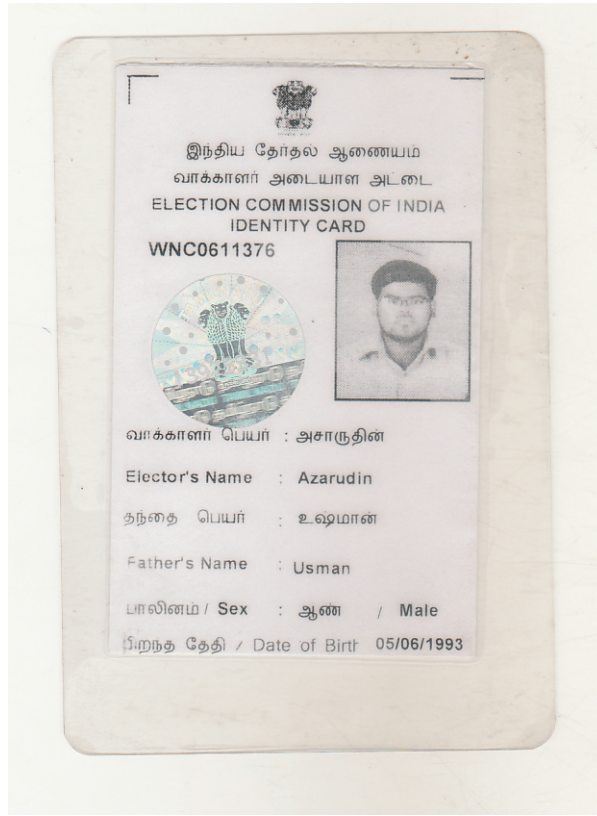 இந்திய தேர்தல் ஆணையம்
வாக்காளர் அடையாள அட்டை
ELECTION COMMISSION OF INDIA
IDENTITY CARD
WNC0611376
வாக்காளர் பெயர் : அசாருதின்
Elector's Name : Azarudin
தந்தை பெயர் : உஷ்மான்
Father's Name : Usman
பாலினம் / Sex : ஆண் / Male
பிறந்த தேதி / Date of Birth 05/06/1993